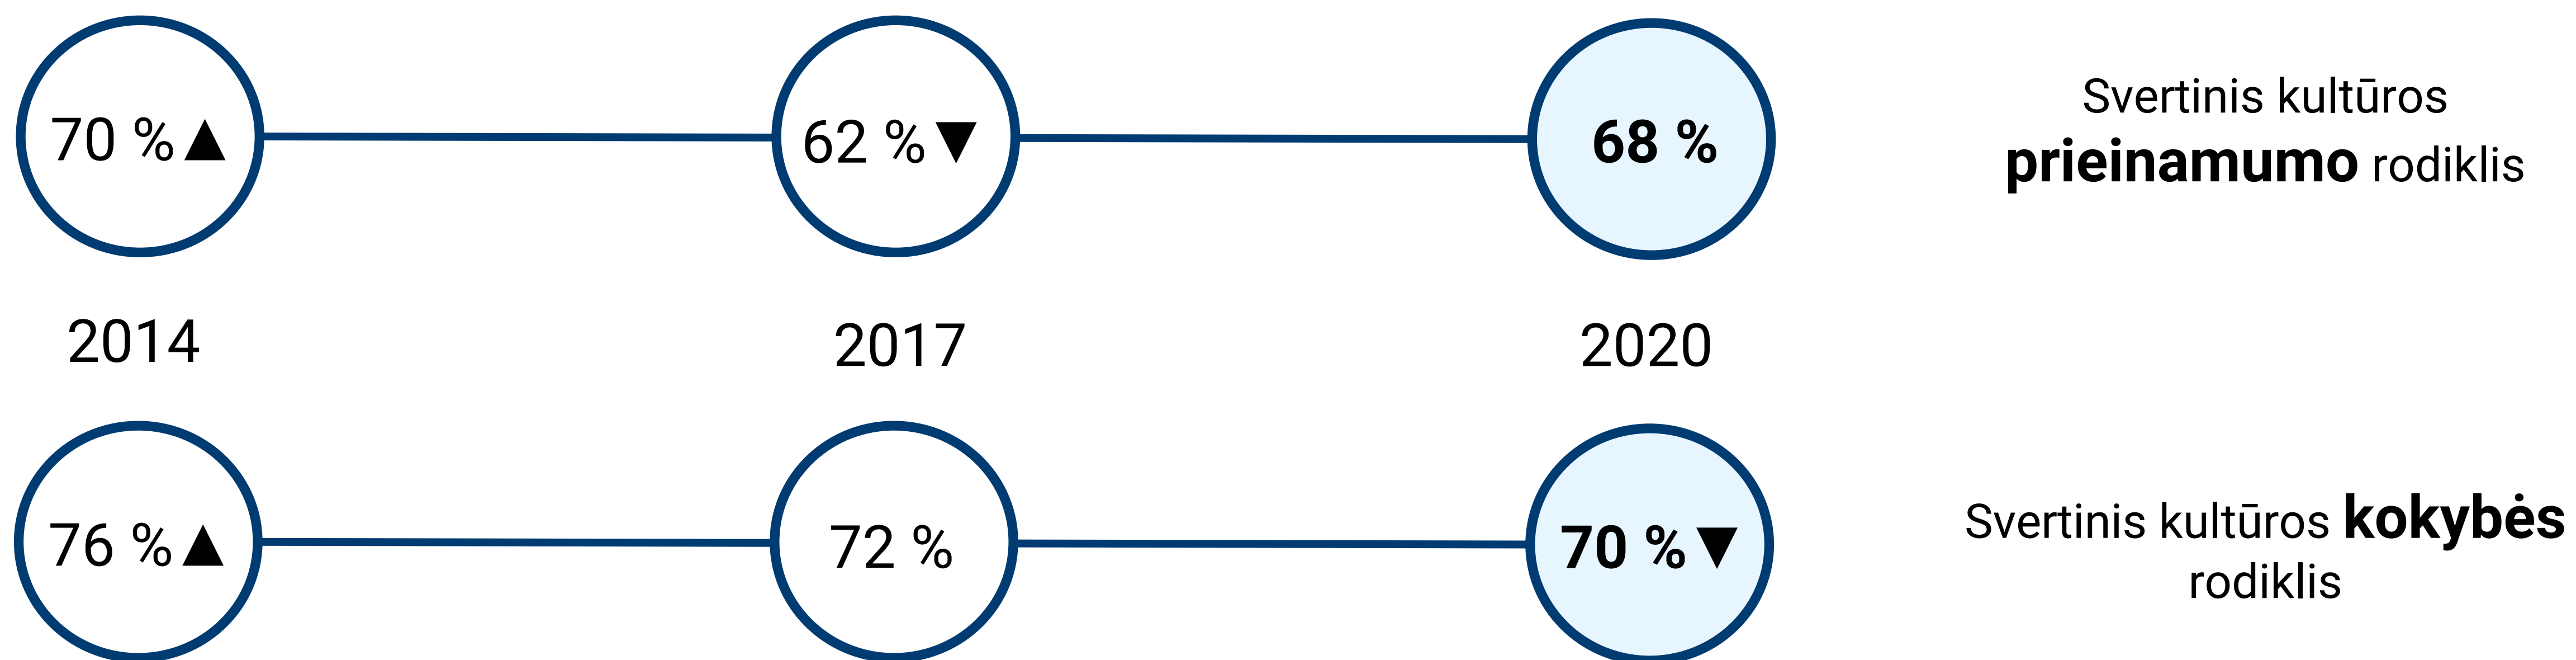 70 %▲
62 %▼
68 %
Svertinis kultūros
prieinamumo rodiklis
2014
2017
2020
76 %▲
72 %
70 %▼
Svertinis kultūros kokybės
rodiklis